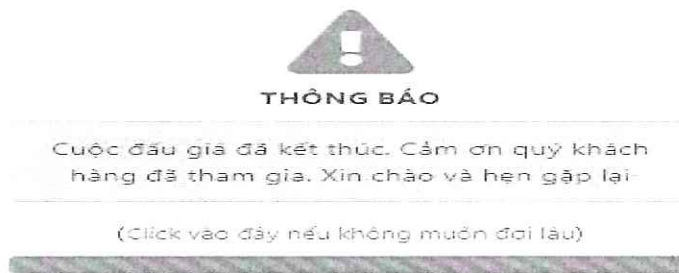 THÔNG BÁO
Cuộc đấu giá đã kết thúc. Cảm ơn quý khách
hàng đã tham gia. Xin chào và hẹn gặp lại
(Click vào đây nếu không muốn đợi lâu)